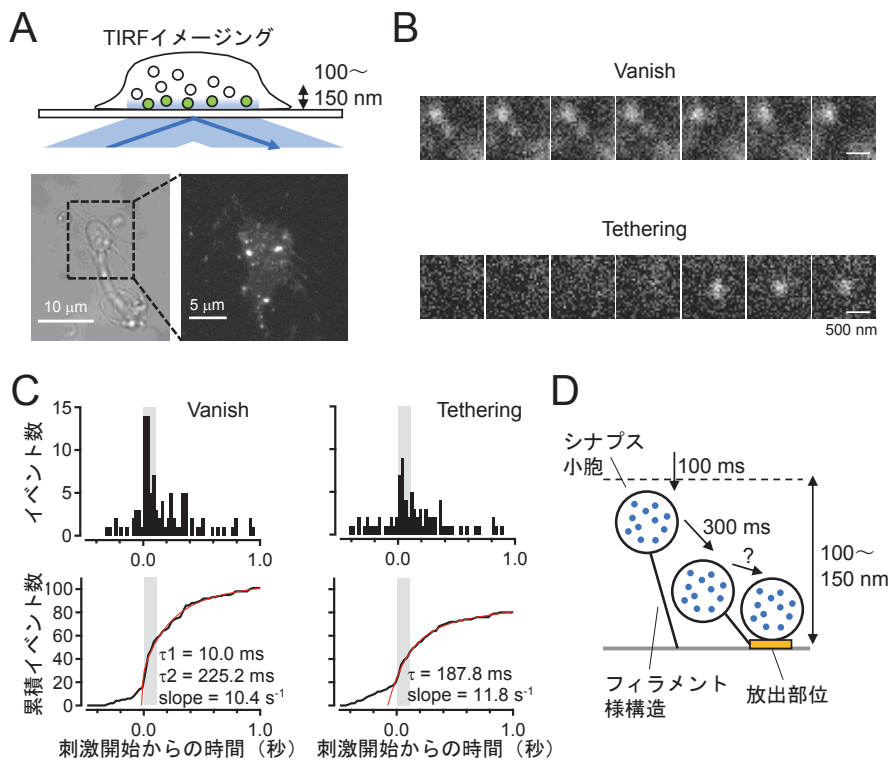 A
TIRFイメージング
100～
150 nm
10 μm
5 μm
B
Vanish
Tethering
500 nm
C
Vanish
イベント数
15
10
5
0
0.0
1.0
Tethering
0.0
1.0
累積イベント数
100
80
60
40
20
0
τ1 = 10.0 ms
τ2 = 225.2 ms
slope = 10.4 s-1
0.0
1.0
刺激開始からの時間（秒）
τ = 187.8 ms
slope = 11.8 s-1
0.0
1.0
刺激開始からの時間（秒）
D
シナプス
小胞
100 ms
300 ms
?
100～
150 nm
フィラメント
様構造
放出部位